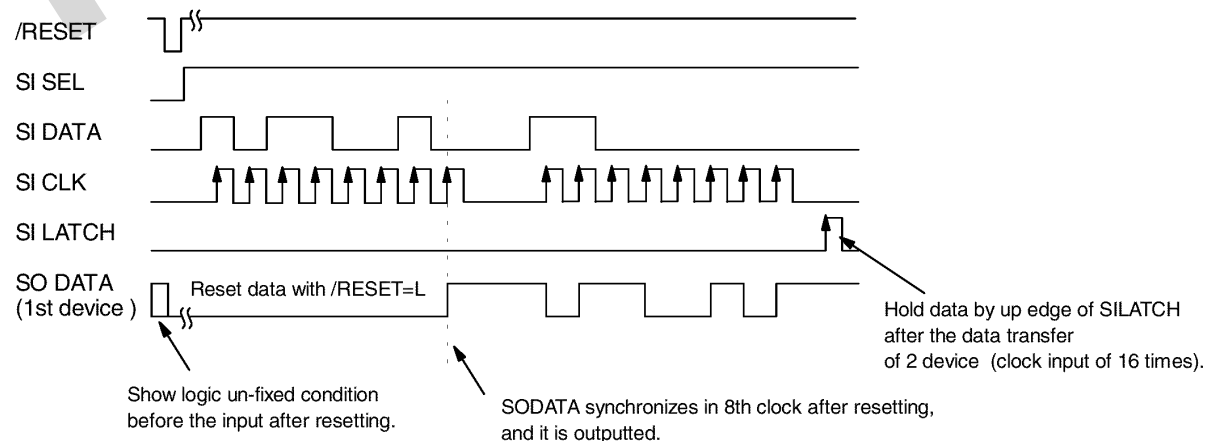 /RESET
SI SEL
SI DATA
SI CLK
SI LATCH
SO DATA
(1st device )
Reset data with /RESET=L
Hold data by up edge of SILATCH
after the data transfer
of 2 device (clock input of 16 times).
Show logic un-fixed condition
before the input after resetting.
SODATA synchronizes in 8th clock after resetting,
and it is outputted.